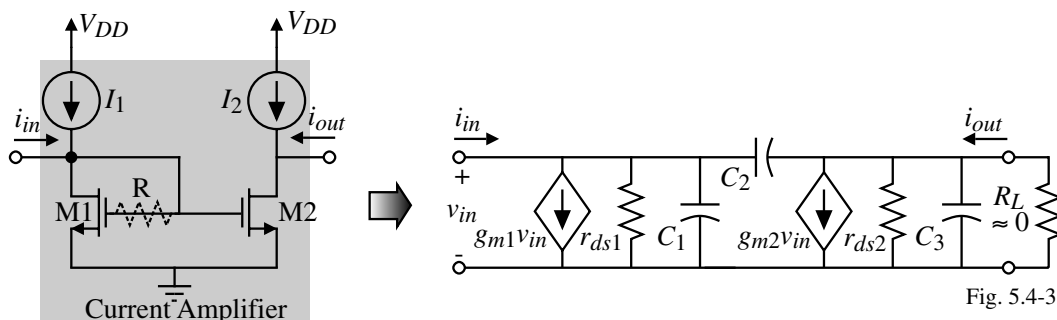 VDD VDD
I1 I2
iin iout
R
M1 M2
Current Amplifier
iin iout
+
C2
vin
RL
≈0
gm1vin rds1 C1 gm2vin rds2 C3
-
Fig. 5.4-3